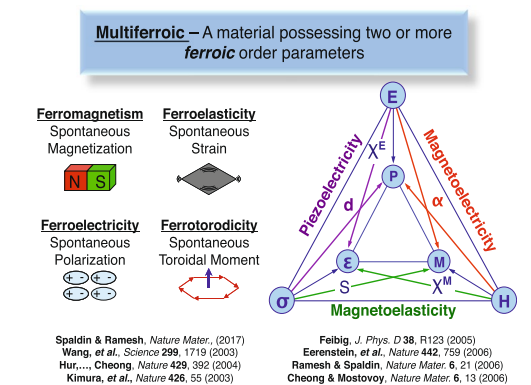 Multiferroic – A material possessing two or more
ferroic order parameters
Ferromagnetism
Spontaneous
Magnetization
N S
Ferroelasticity
Spontaneous
Strain
Ferroelectricity
Spontaneous
Polarization
+ - + -
+ - + -
Ferrotorodicity
Spontaneous
Toroidal Moment
E
Piezoelectricity
Magnetoelectricity
χE
P
d
α
ε
M
S
χM
σ
H
Magnetoelasticity
Spaldin & Ramesh, Nature Mater., (2017)
Wang, et al., Science 299, 1719 (2003)
Hur,…, Cheong, Nature 429, 392 (2004)
Kimura, et al., Nature 426, 55 (2003)
Feibig, J. Phys. D 38, R123 (2005)
Eerenstein, et al., Nature 442, 759 (2006)
Ramesh & Spaldin, Nature Mater. 6, 21 (2006)
Cheong & Mostovoy, Nature Mater. 6, 13 (2006)